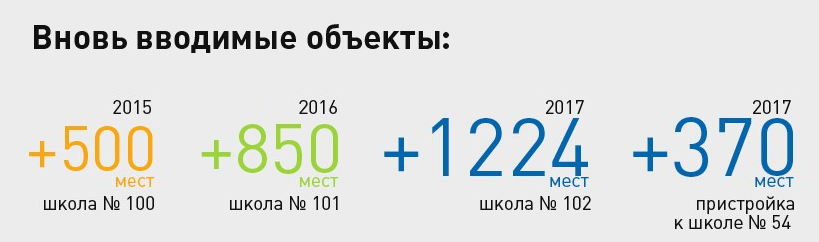 Вновь вводимые объекты:
2015
+500
мест
школа № 100
2016
+850
мест
школа № 101
2017
+1224
мест
школа № 102
2017
+370
мест
пристройка
к школе № 54